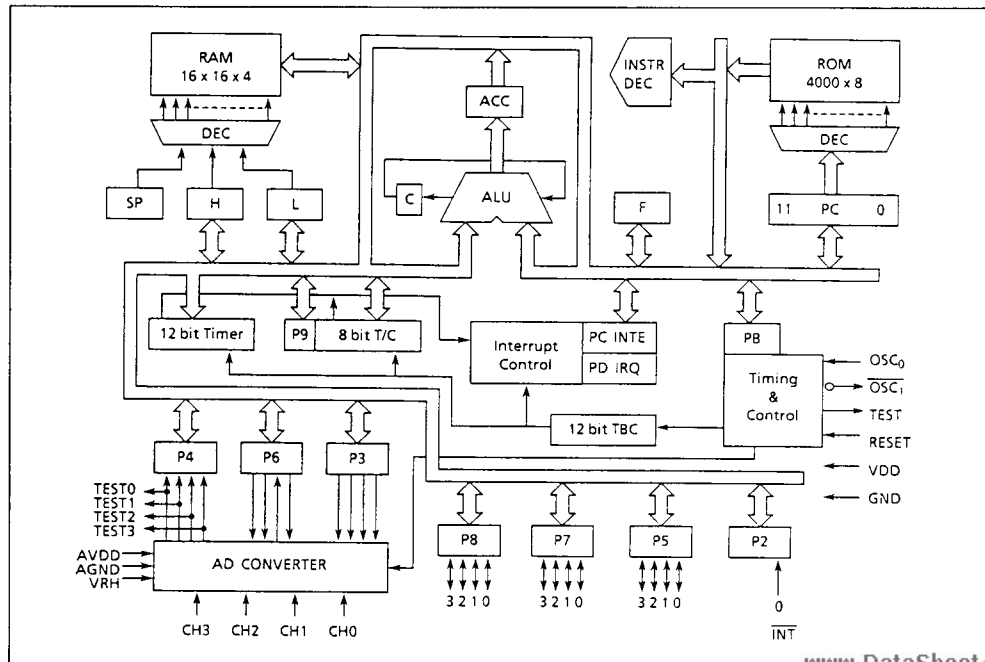 RAM
16 x 16 x 4
DEC
SP
H
L
ACC
C
ALU
INSTR
DEC
ROM
4000 x 8
DEC
11 PC 0
F
12 bit Timer
P9
8 bit T/C
Interrupt
Control
PC INTE
PD IRQ
PB
Timing
&
Control
OSC0
OSC1
TEST
RESET
VDD
GND
12 bit TBC
P4
P6
P3
TEST0
TEST1
TEST2
TEST3
AVDD
AGND
VRH
AD CONVERTER
CH3
CH2
CH1
CH0
P8
P7
P5
P2
3 2 1 0
3 2 1 0
3 2 1 0
0
INT